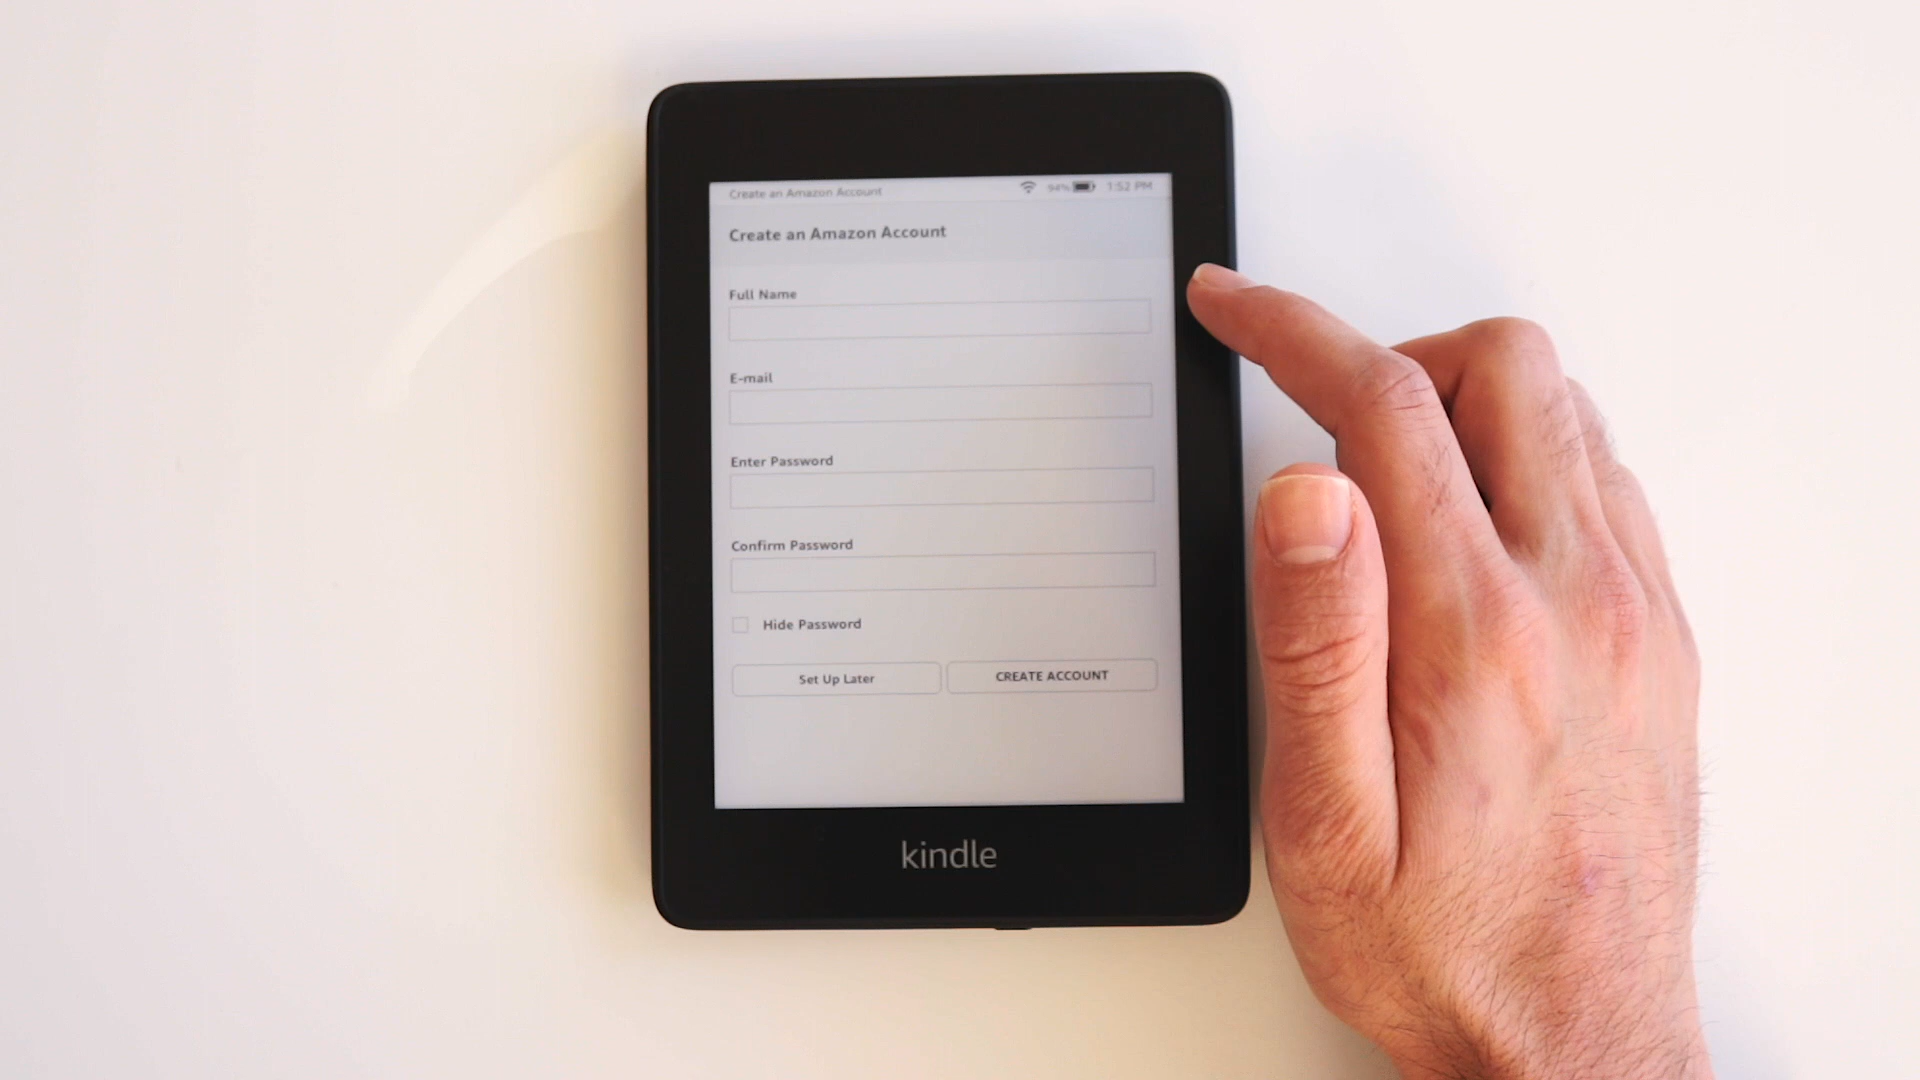 Create an Amazon Account 94% 1:52 PM
Create an Amazon Account
Full Name
E-mail
Enter Password
Confirm Password
Hide Password
Set Up Later CREATE ACCOUNT
kindle